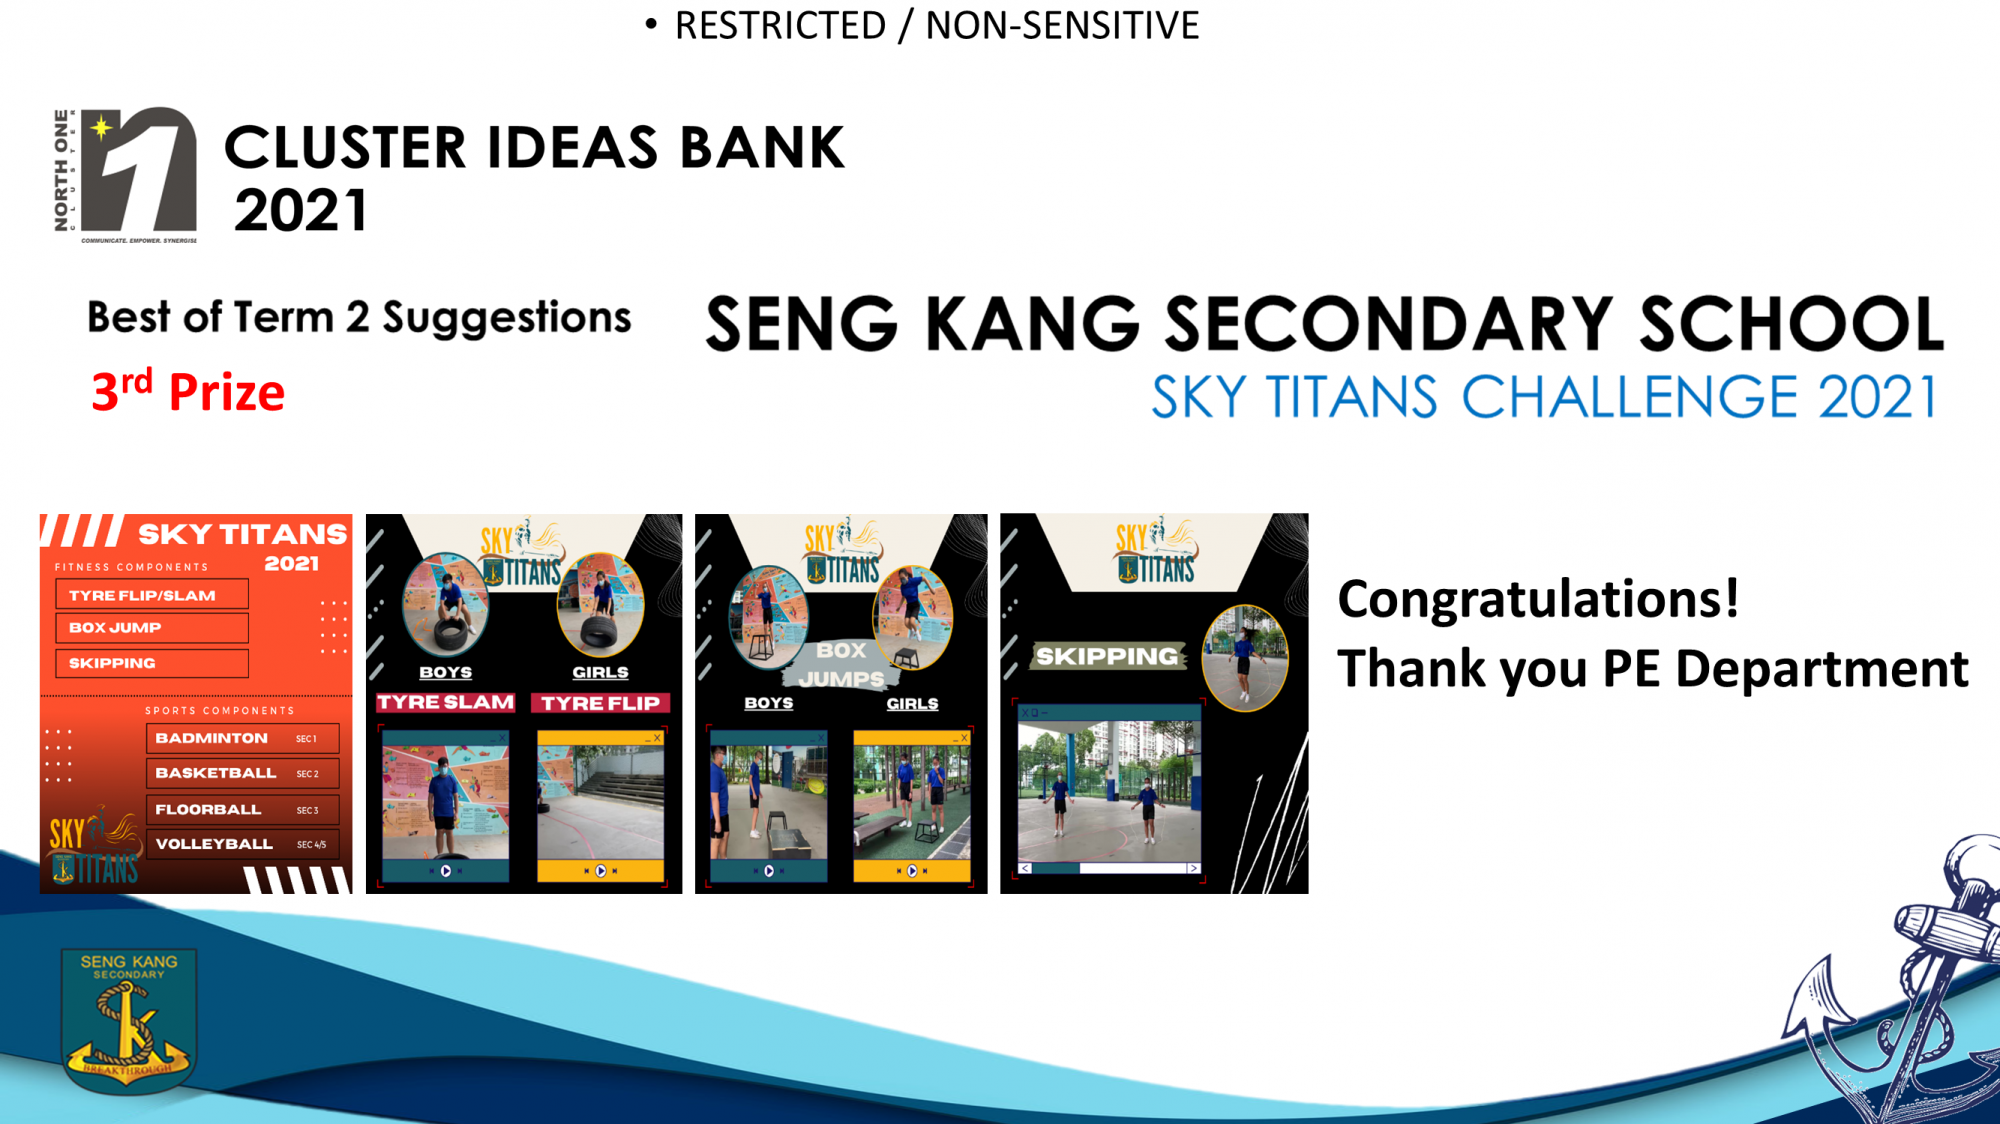 • RESTRICTED / NON-SENSITIVE
NORTH ONE
CLUSTER
COMMUNICATE. EMPOWER. SYNERGISE
CLUSTER IDEAS BANK
2021
Best of Term 2 Suggestions
3rd Prize
SENG KANG SECONDARY SCHOOL
SKY TITANS CHALLENGE 2021
SKY TITANS
2021
FITNESS COMPONENTS
TYRE FLIP/SLAM
BOX JUMP
SKIPPING
SPORTS COMPONENTS
BADMINTON SEC 1
BASKETBALL SEC 2
FLOORBALL SEC 3
VOLLEYBALL SEC 4/5
SKY
TITANS
SKY
TITANS
BOYS
GIRLS
TYRE SLAM
TYRE FLIP
SKY
TITANS
BOX
JUMPS
BOYS
GIRLS
SKY
TITANS
SKIPPING
Congratulations!
Thank you PE Department
SENG KANG
SECONDARY
BREAKTHROUGH